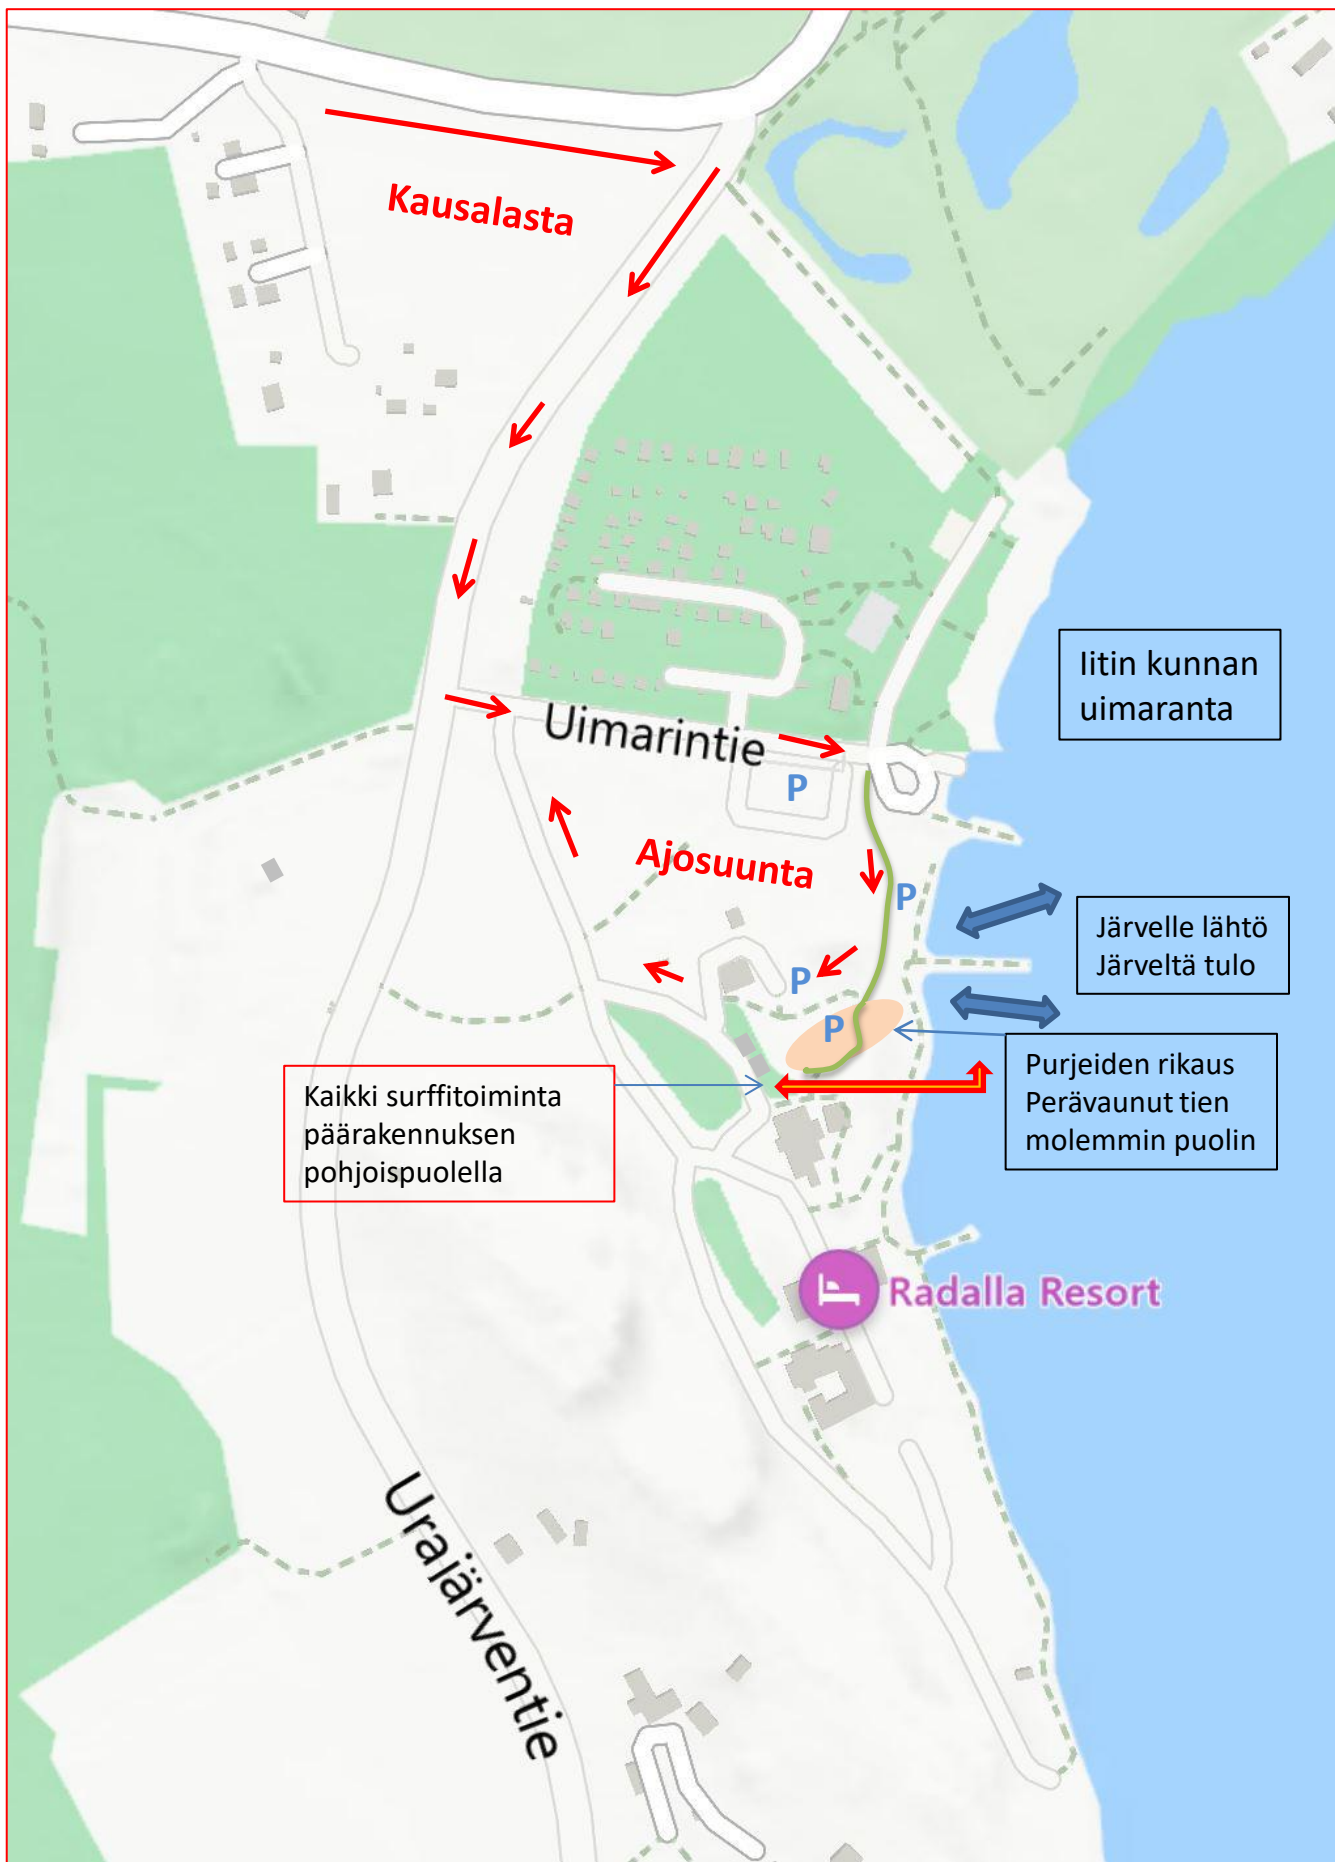 Kausalasta
Iitin kunnan
uimaranta
Uimarintie
P
Ajosuunta
P
Järvelle lähtö
Järveltä tulo
P
P
Purjeiden rikaus
Perävaunut tien
molemmin puolin
Kaikki surffitoiminta
päärakennuksen
pohjoispuolella
Radalla Resort
Urajärventie